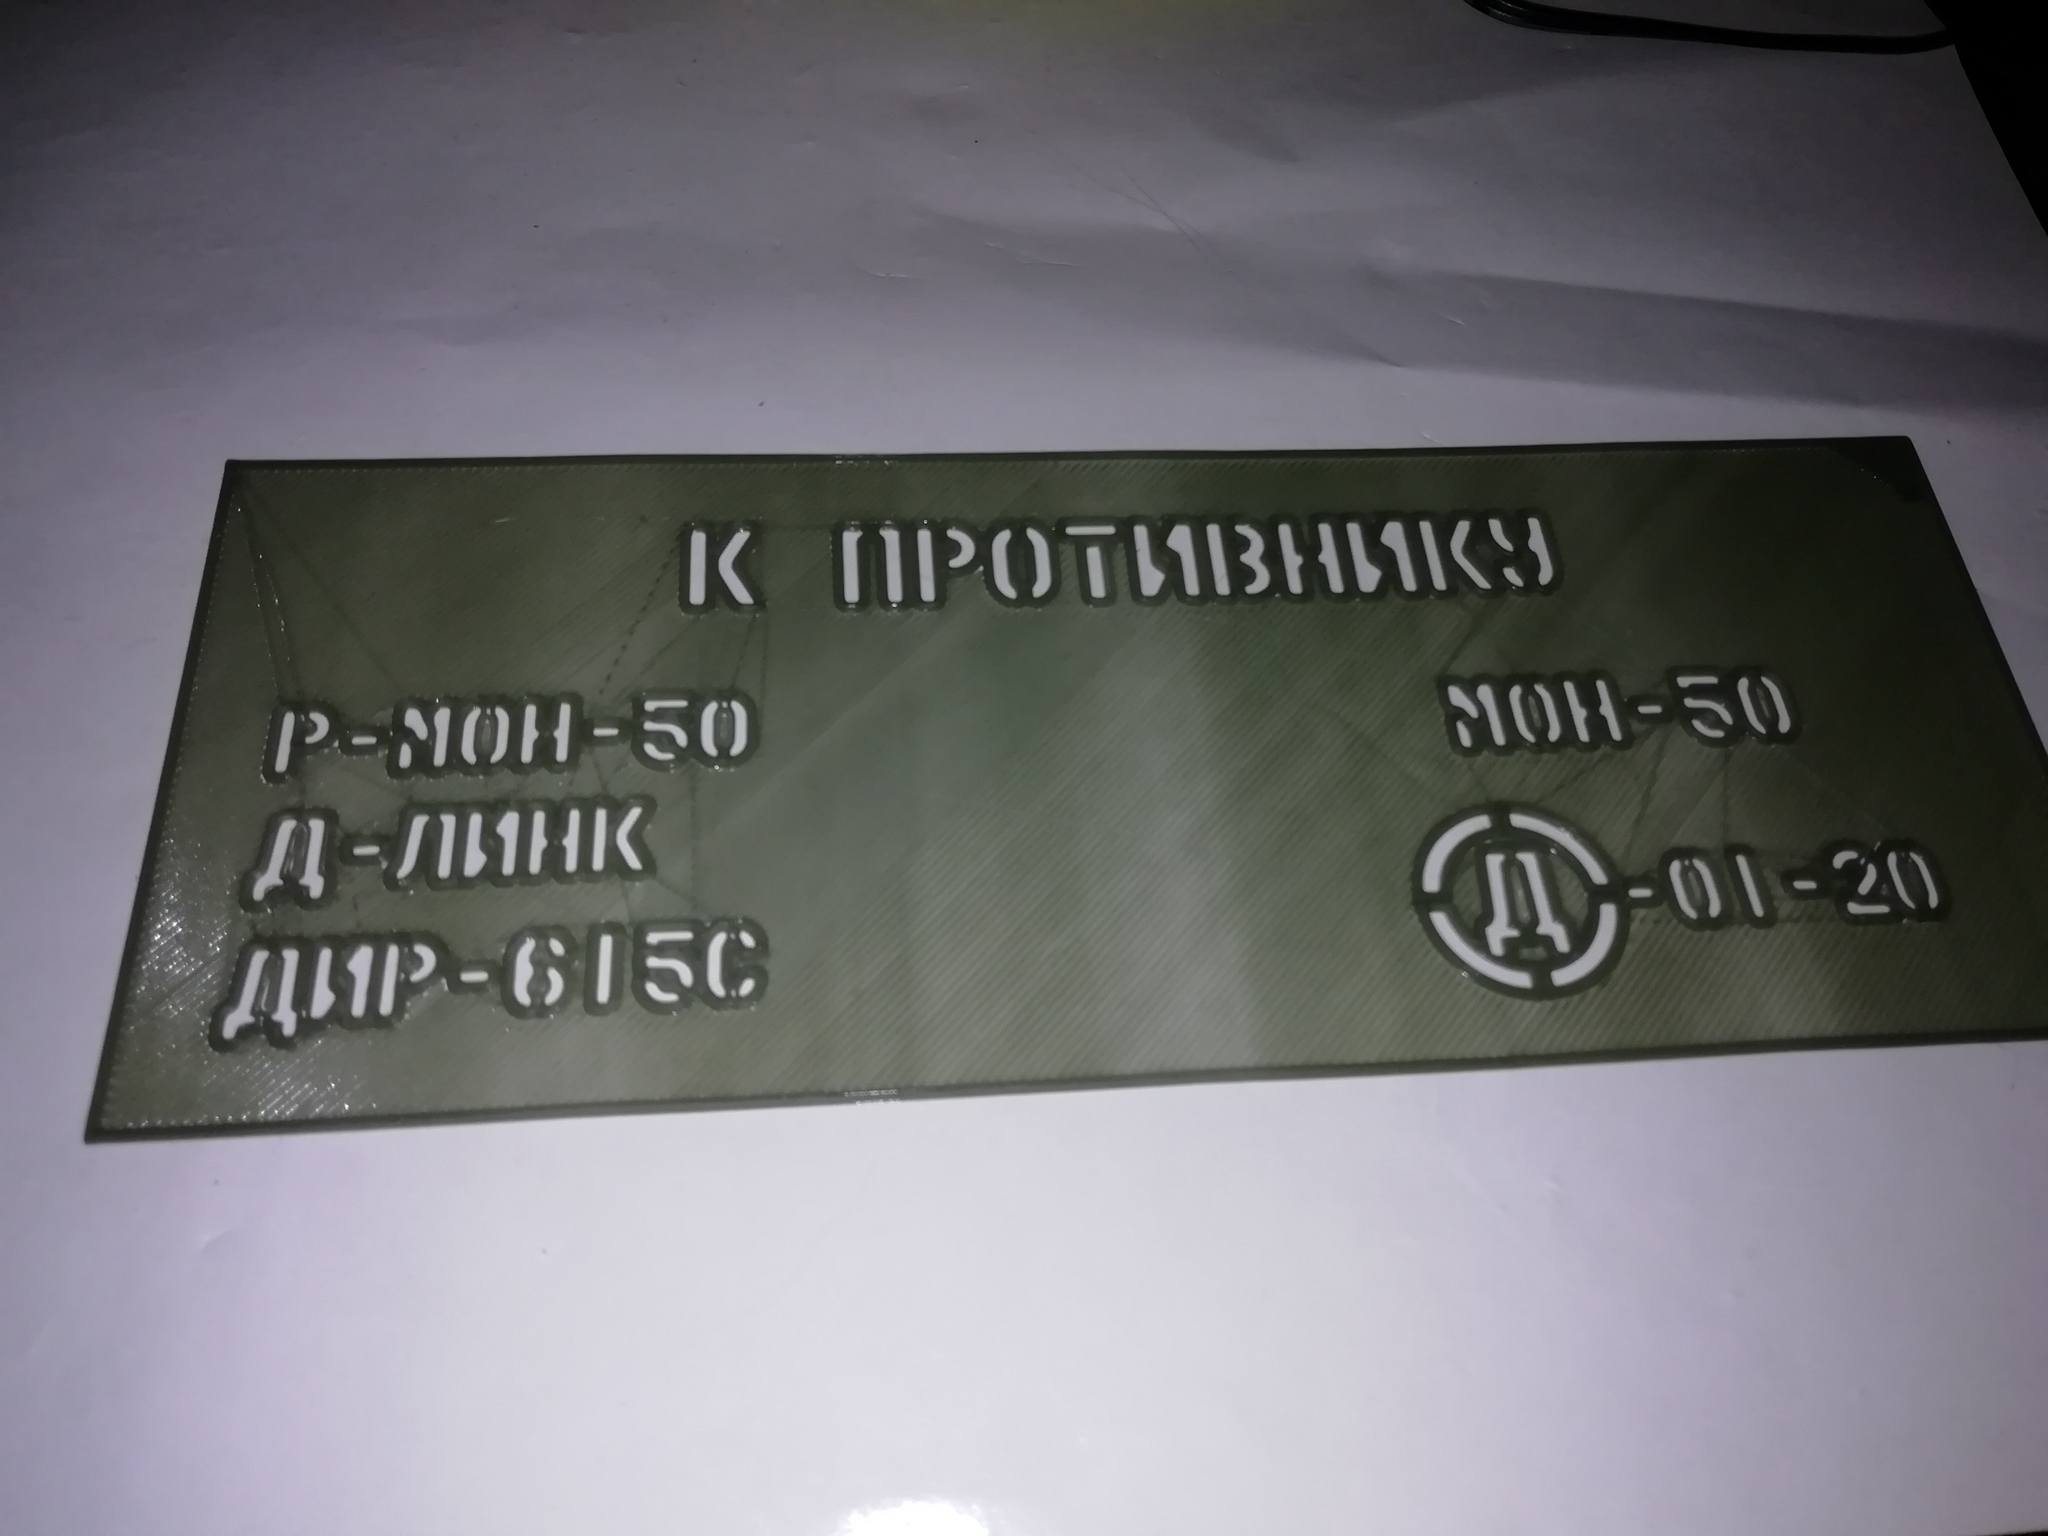 К ПРОТИВНИКУ
Р-МОН-50
Д-ЛИНК
ДИР-615С
МОН-50
Д-01-20